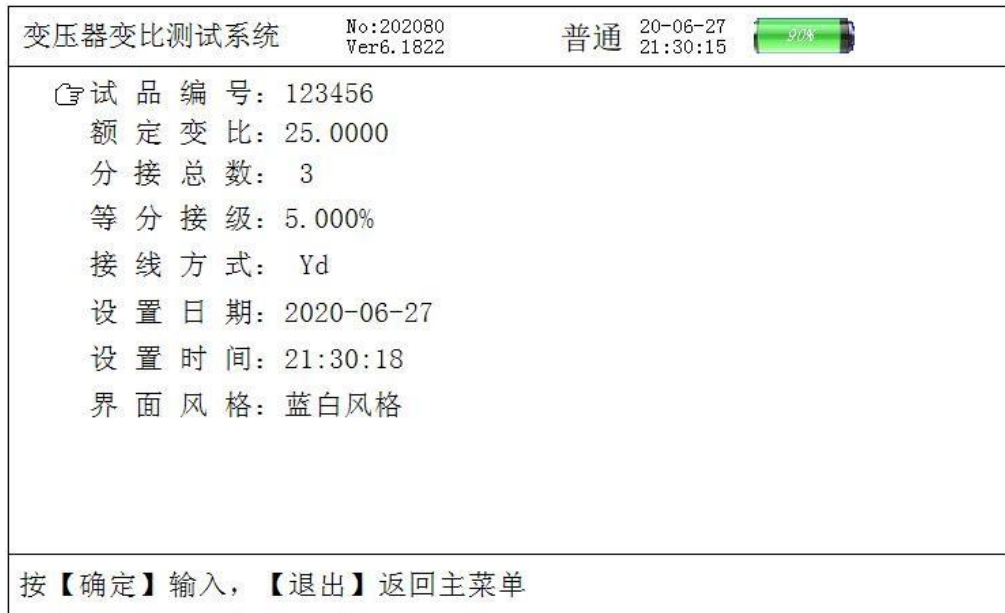 变压器变比测试系统 No:202080 普通 20-06-27 90%
Ver6.1822 21:30:15
试品编号：123456
额定变比：25.0000
分接总数： 3
等分接级：5.000%
接线方式： Yd
设置日期：2020-06-27
设置时间：21:30:18
界面风格：蓝白风格
按【确定】输入，【退出】返回主菜单